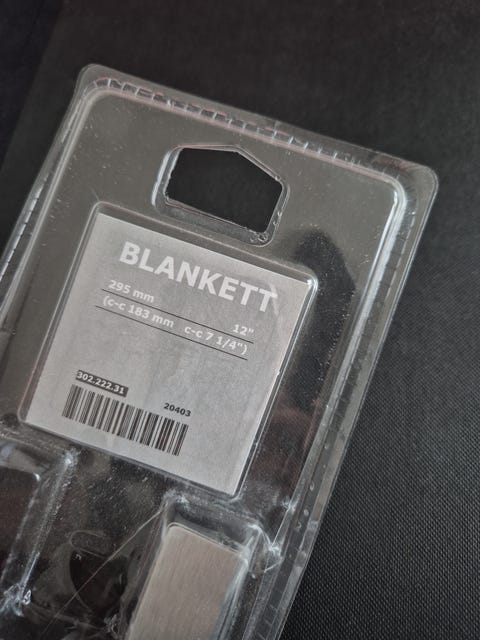 BLANKETT
295 mm 12"
(c-c 183 mm c-c 7 1/4")
302.222.31
20403